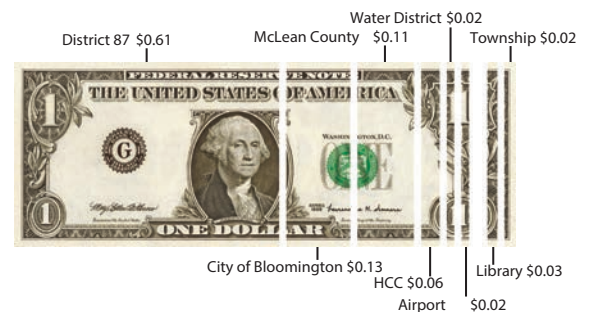 Water District $0.02
District 87 $0.61
McLean County $0.11
Township $0.02
FEDERAL RESERVE NOTE
THE UNITED STATES OF AMERICA
1
1
G
WASHINGTON, D.C.
ONE
1
1
ONE DOLLAR
City of Bloomington $0.13
Library $0.03
HCC $0.06
Airport $0.02